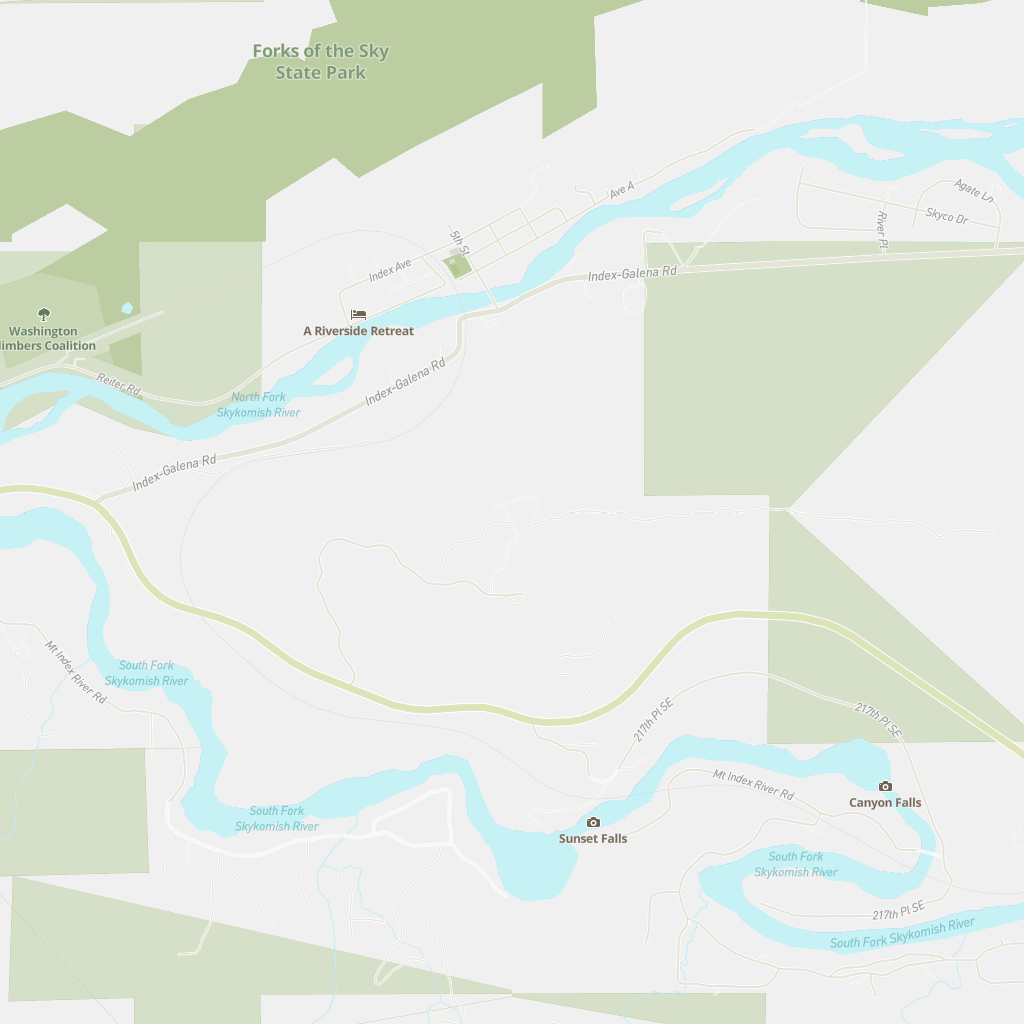 Forks of the Sky
State Park
Ave A
Agate Ln
Skyco Dr
River Pl
5th St
Index Ave
Index-Galena Rd
Washington
limbers Coalition
A Riverside Retreat
Reiter Rd
Index-Galena Rd
North Fork
Skykomish River
Index-Galena Rd
Mt Index River Rd
South Fork
Skykomish River
217th Pl SE
217th Pl SE
Mt Index River Rd
Canyon Falls
South Fork
Skykomish River
Sunset Falls
South Fork
Skykomish River
217th Pl SE
South Fork Skykomish River